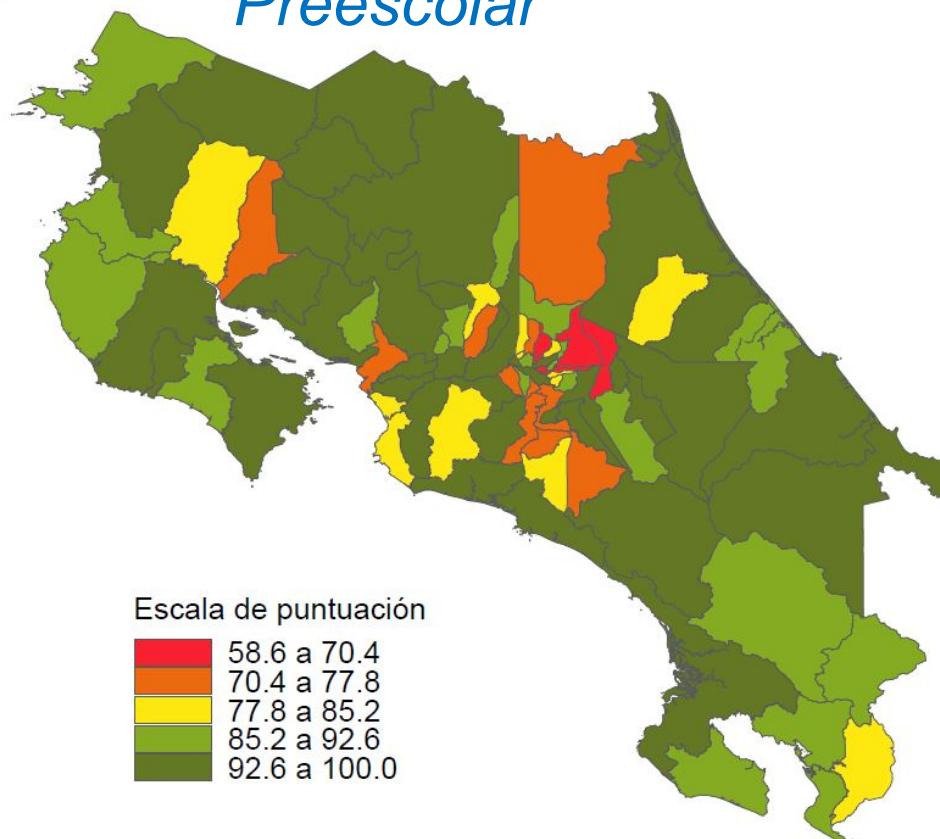 Preescolar
Escala de puntuación
58.6 a 70.4
70.4 a 77.8
77.8 a 85.2
85.2 a 92.6
92.6 a 100.0